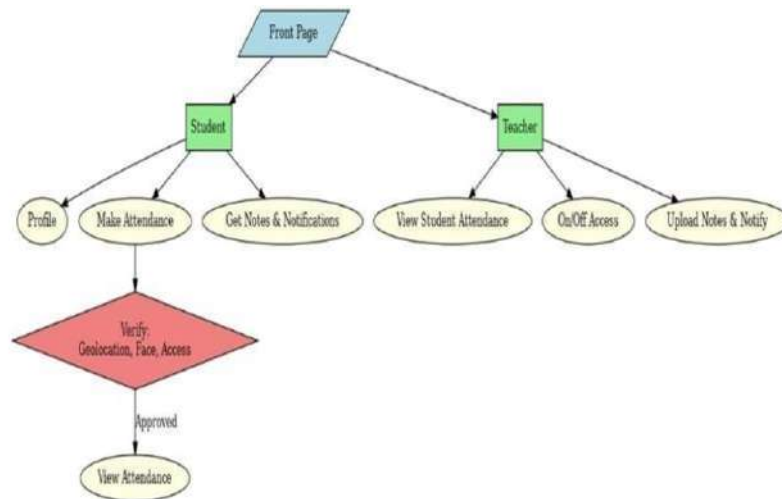 Front Page
Student
Teacher
Profile
Make Attendance
Get Notes & Notifications
View Student Attendance
On/Off Access
Upload Notes & Notify
Verify:
Geolocation, Face, Access
Approved
View Attendance